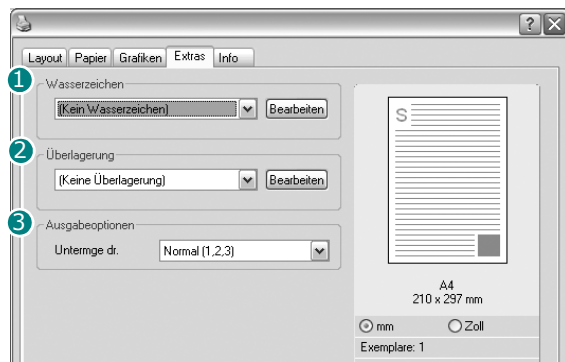 ?
Layout Papier Grafiken Extras Info
1
Wasserzeichen
(Kein Wasserzeichen) Bearbeiten
2
Überlagerung
(Keine Überlagerung) Bearbeiten
3
Ausgabeoptionen
Untermge dr. Normal (1,2,3)
S
A4
210 x 297 mm
mm Zoll
Exemplare: 1